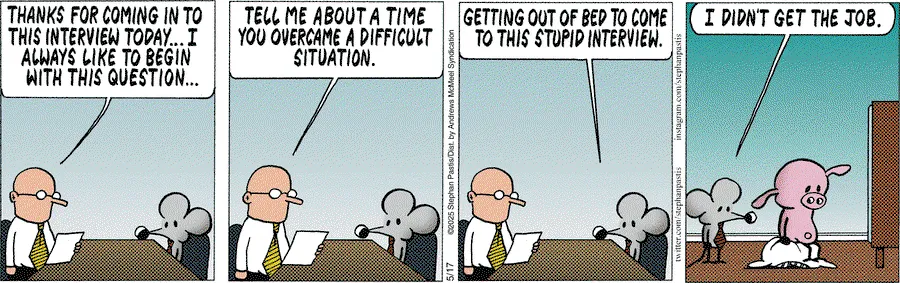 THANKS FOR COMING IN TO
THIS INTERVIEW TODAY... I
ALWAYS LIKE TO BEGIN
WITH THIS QUESTION...
TELL ME ABOUT A TIME
YOU OVERCAME A DIFFICULT
SITUATION.
©2025 Stephan Pastis/Dist. by Andrews McMeel Syndication
5/17
GETTING OUT OF BED TO COME
TO THIS STUPID INTERVIEW.
twitter.com/stephanpastis
instagram.com/stephanpastis
I DIDN'T GET THE JOB.